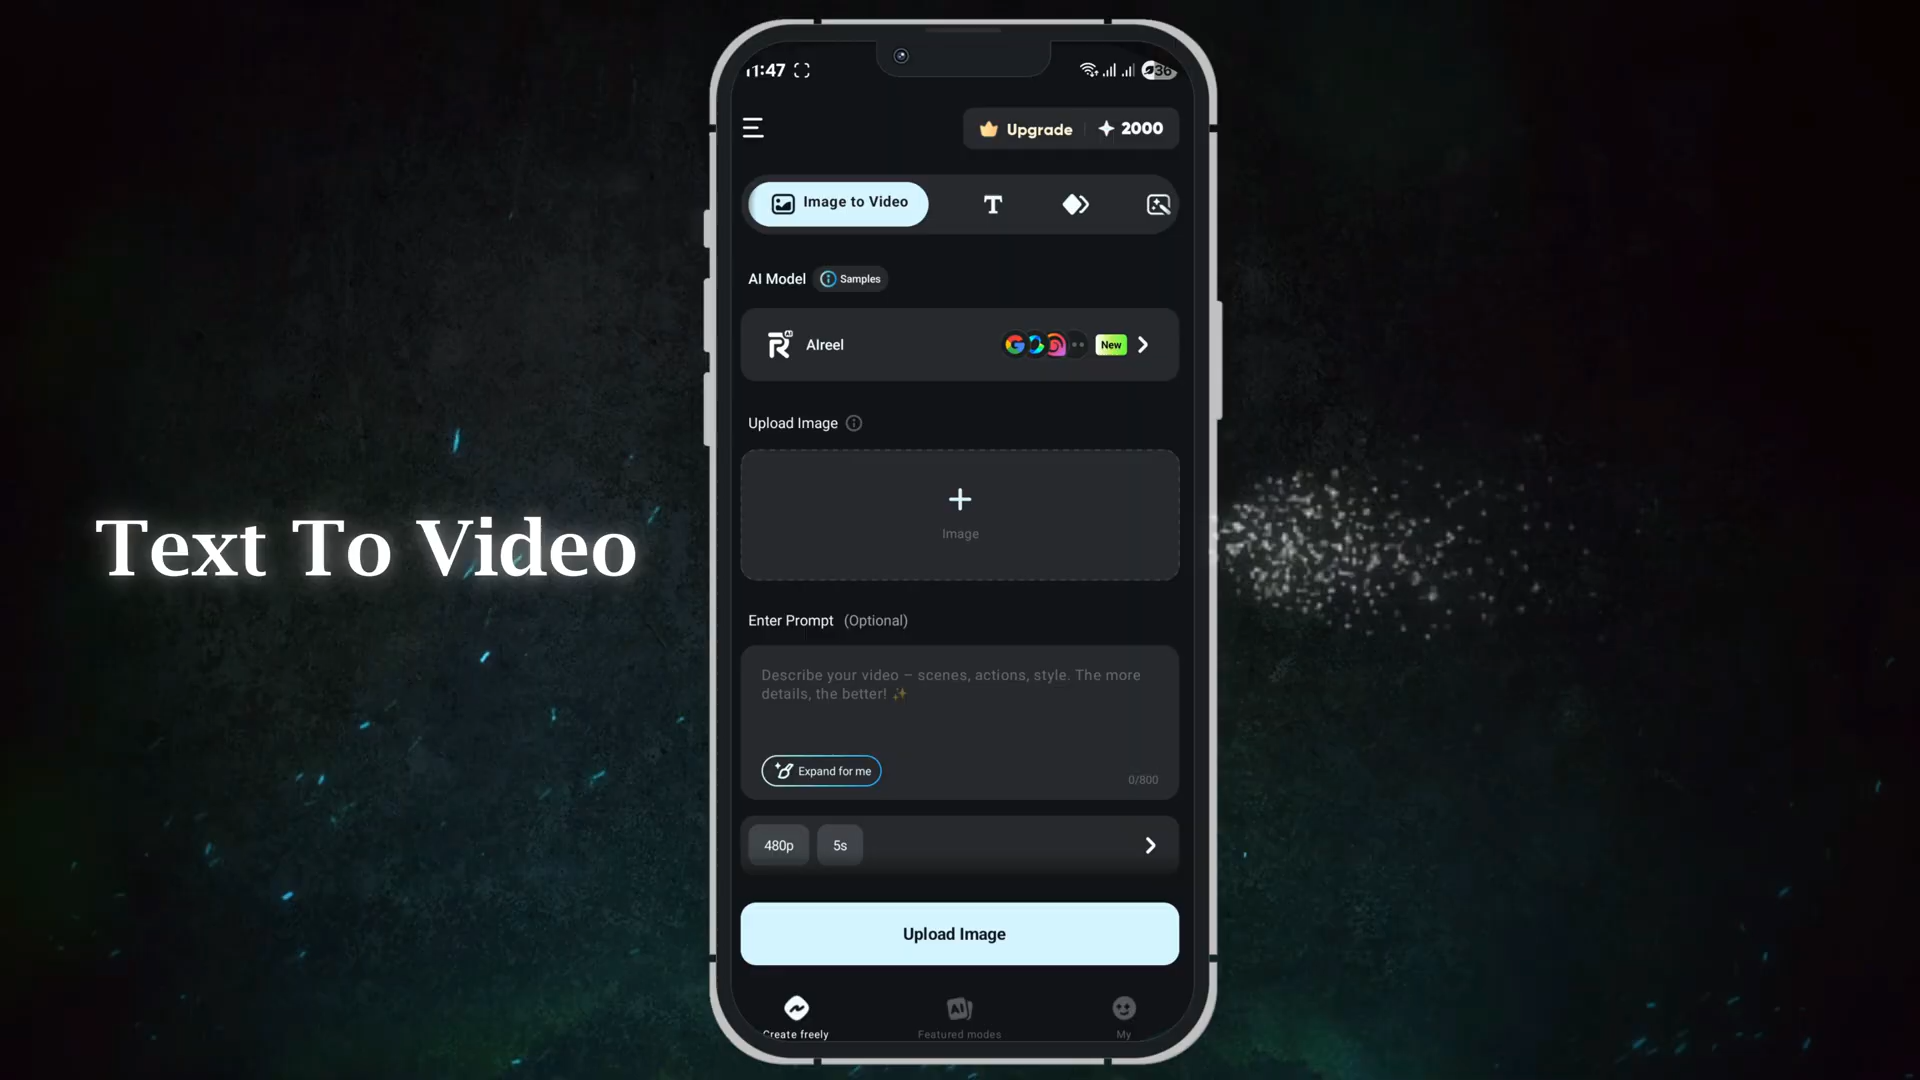 11:47
36
Upgrade 2000
Image to Video
AI Model Samples
AIreel New
Upload Image
Image
Text To Video
Enter Prompt (Optional)
Describe your video – scenes, actions, style. The more
details, the better! ✨
Expand for me
0/800
480p 5s
Upload Image
Create freely Featured modes My